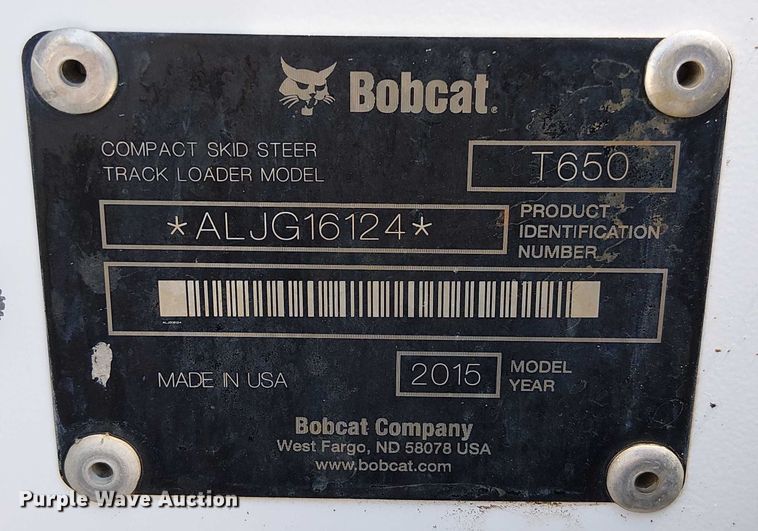 Bobcat.
COMPACT SKID STEER
TRACK LOADER MODEL
T650
*ALJG16124*
PRODUCT
IDENTIFICATION
NUMBER
ALJG16124
MADE IN USA
2015
MODEL
YEAR
Bobcat Company
West Fargo, ND 58078 USA
www.bobcat.com
Purple Wave Auction